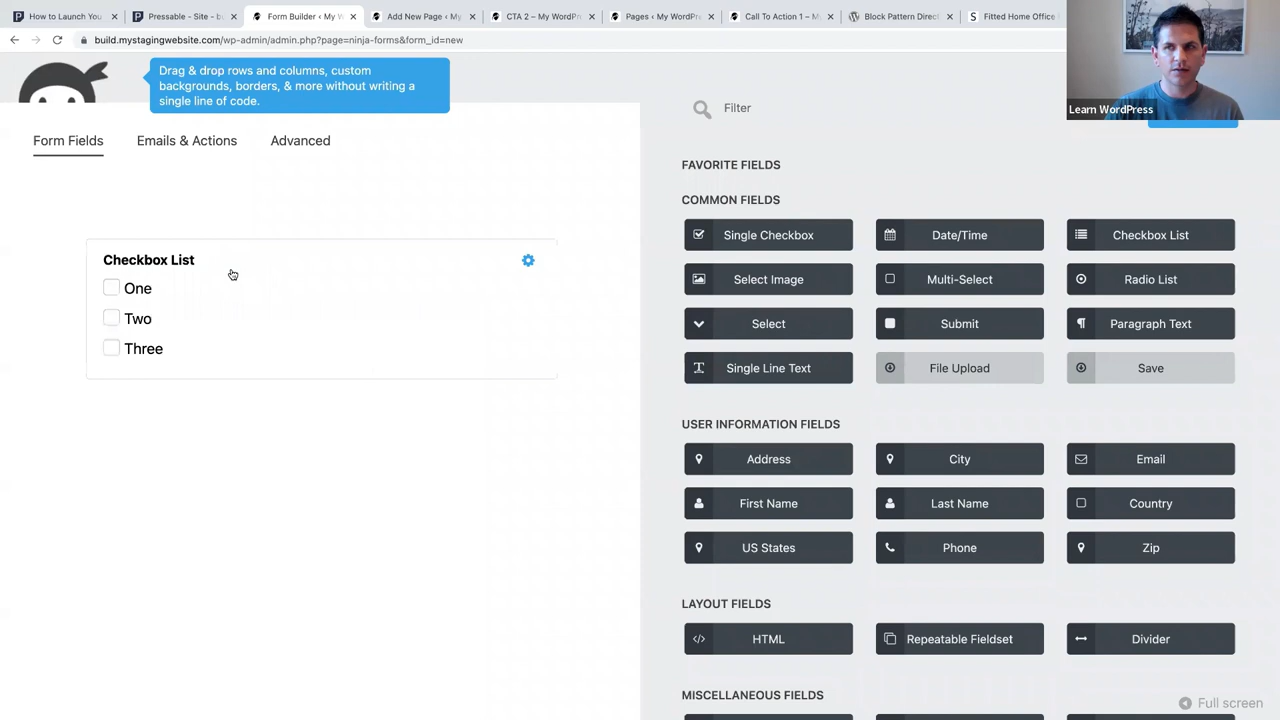 How to Launch You
Pressable - Site - bu
Form Builder ‹ My W
Add New Page ‹ My
CTA 2 – My WordPr
Pages ‹ My WordPre
Call To Action 1 – M
Block Pattern Direct
Fitted Home Office
build.mystagingwebsite.com/wp-admin/admin.php?page=ninja-forms&form_id=new
Drag & drop rows and columns, custom
backgrounds, borders, & more without writing a
single line of code.
Filter
Learn WordPress
Form Fields
Emails & Actions
Advanced
FAVORITE FIELDS
COMMON FIELDS
Single Checkbox
Date/Time
Checkbox List
Checkbox List
One
Two
Three
Select Image
Multi-Select
Radio List
Select
Submit
Paragraph Text
Single Line Text
File Upload
Save
USER INFORMATION FIELDS
Address
City
Email
First Name
Last Name
Country
US States
Phone
Zip
LAYOUT FIELDS
HTML
Repeatable Fieldset
Divider
MISCELLANEOUS FIELDS
Full screen